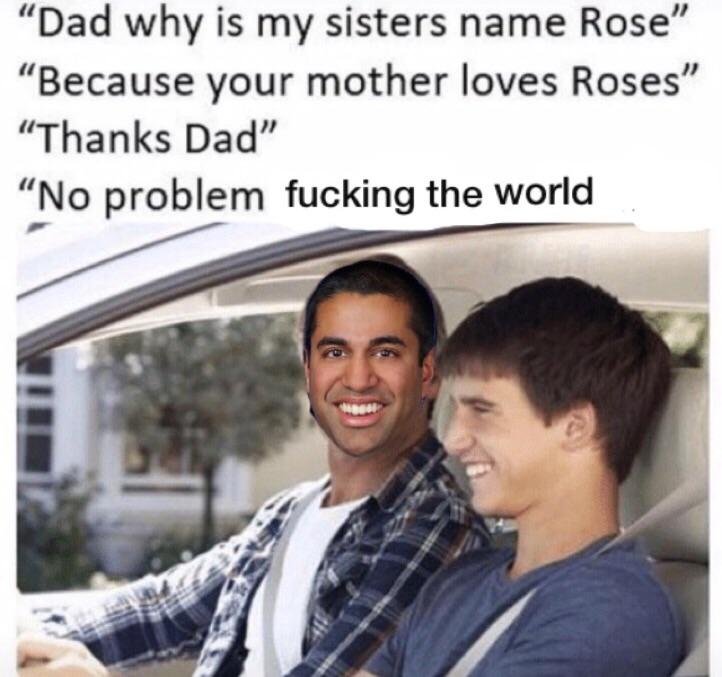 “Dad why is my sisters name Rose”
“Because your mother loves Roses”
“Thanks Dad”
“No problem fucking the world